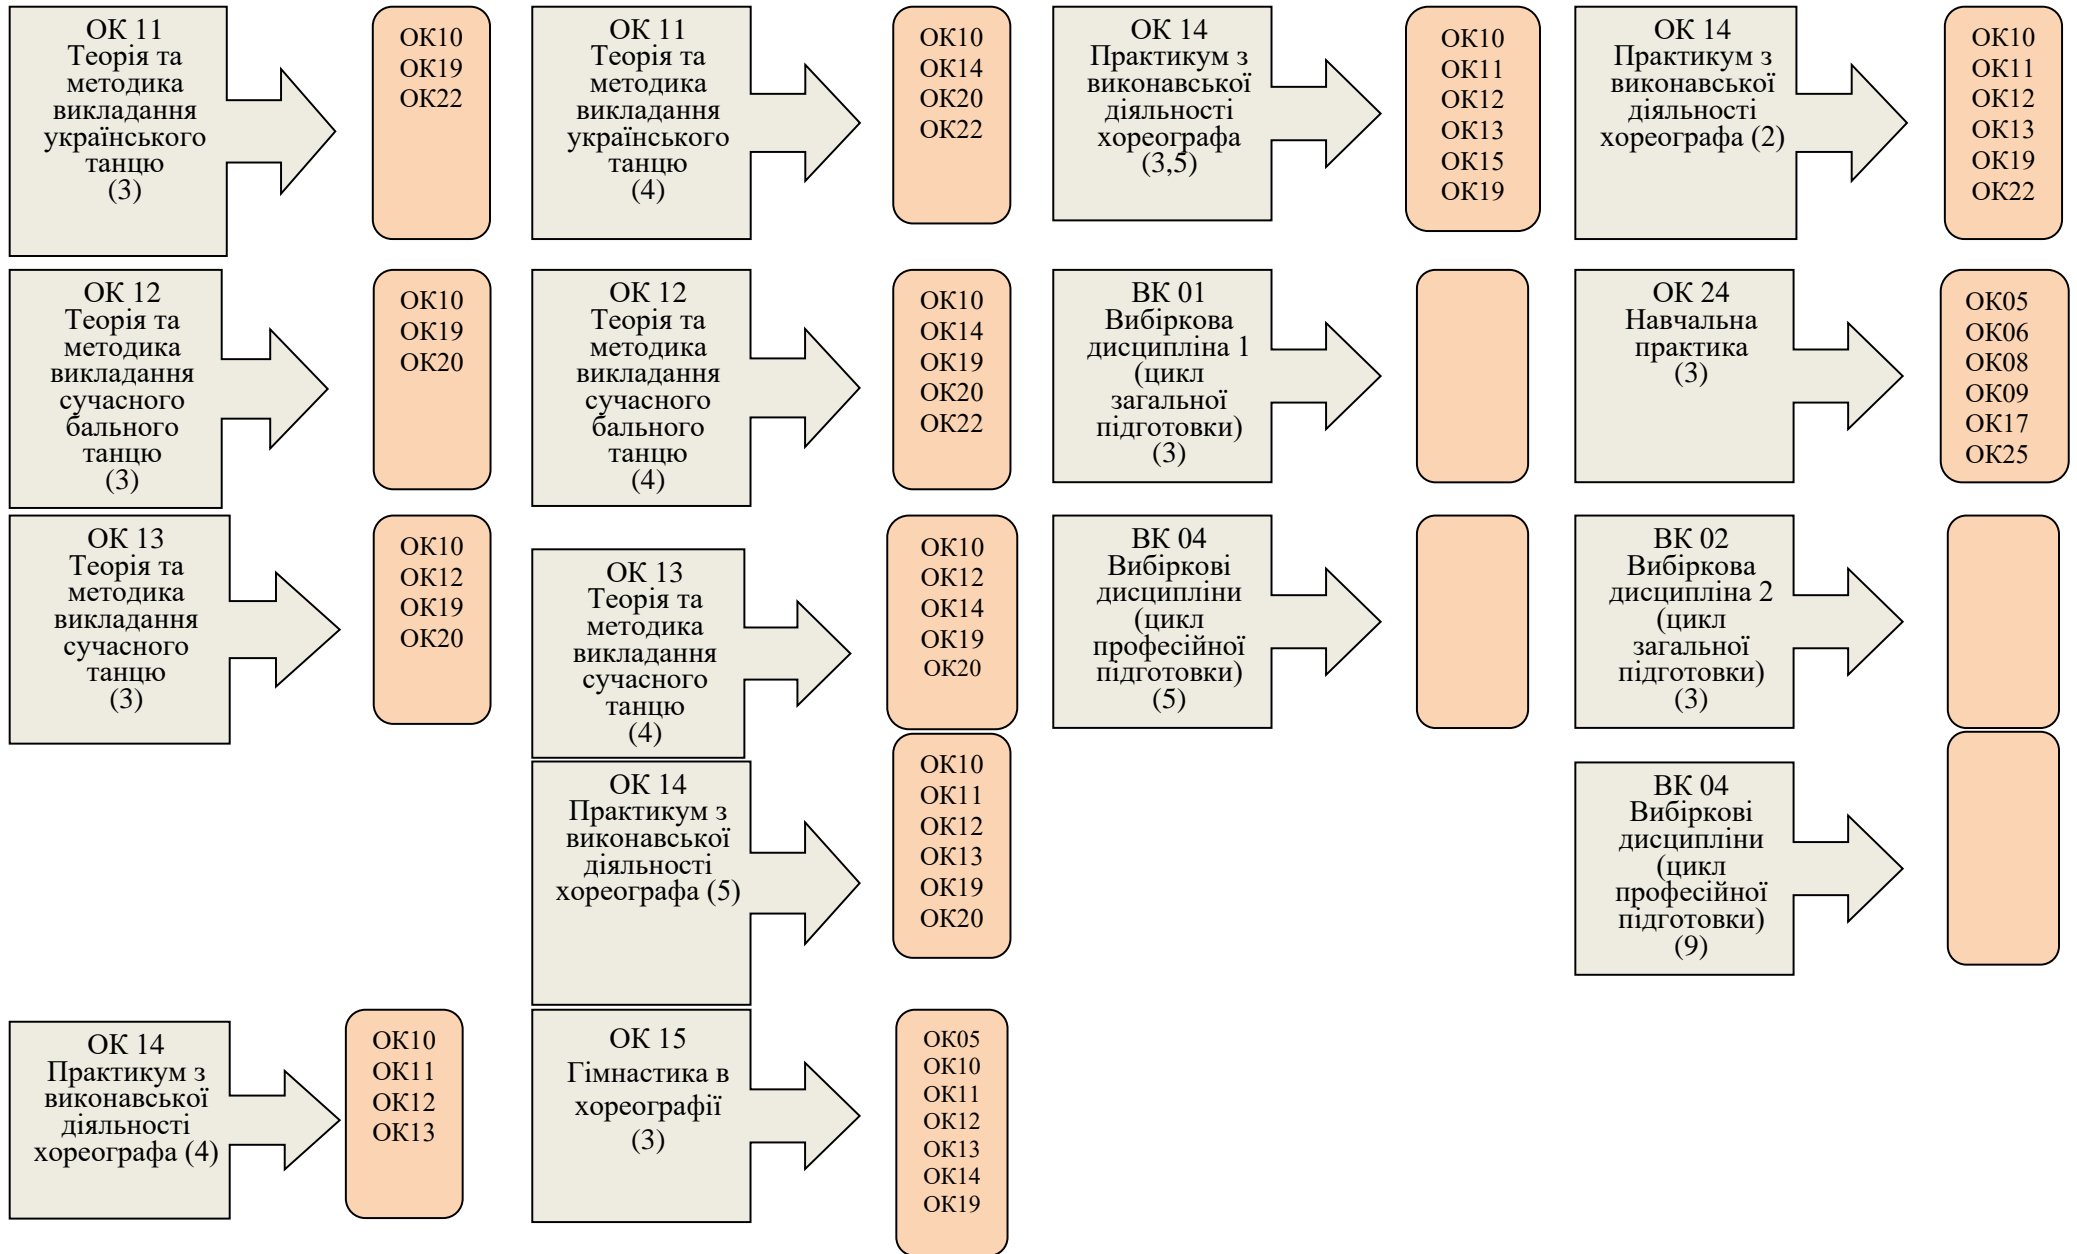 ОК 11
Теорія та
методика
викладання
українського
танцю
(3)
ОК10
ОК19
ОК22
ОК 11
Теорія та
методика
викладання
українського
танцю
(4)
ОК10
ОК14
ОК20
ОК22
ОК 14
Практикум з
виконавської
діяльності
хореографа
(3,5)
ОК10
ОК11
ОК12
ОК13
ОК15
ОК19
ОК 14
Практикум з
виконавської
діяльності
хореографа (2)
ОК10
ОК11
ОК12
ОК13
ОК19
ОК22
ОК 12
Теорія та
методика
викладання
сучасного
бального
танцю
(3)
ОК10
ОК19
ОК20
ОК 12
Теорія та
методика
викладання
сучасного
бального
танцю
(4)
ОК10
ОК14
ОК19
ОК20
ОК22
ВК 01
Вибіркова
дисципліна 1
(цикл
загальної
підготовки)
(3)
ОК 24
Навчальна
практика
(3)
ОК05
ОК06
ОК08
ОК09
ОК17
ОК25
ОК 13
Теорія та
методика
викладання
сучасного
танцю
(3)
ОК10
ОК12
ОК19
ОК20
ОК 13
Теорія та
методика
викладання
сучасного
танцю
(4)
ОК10
ОК12
ОК14
ОК19
ОК20
ВК 04
Вибіркові
дисципліни
(цикл
професійної
підготовки)
(5)
ВК 02
Вибіркова
дисципліна 2
(цикл
загальної
підготовки)
(3)
ОК 14
Практикум з
виконавської
діяльності
хореографа (5)
ОК10
ОК11
ОК12
ОК13
ОК19
ОК20
ВК 04
Вибіркові
дисципліни
(цикл
професійної
підготовки)
(9)
ОК 14
Практикум з
виконавської
діяльності
хореографа (4)
ОК10
ОК11
ОК12
ОК13
ОК 15
Гімнастика в
хореографії
(3)
ОК05
ОК10
ОК11
ОК12
ОК13
ОК14
ОК19